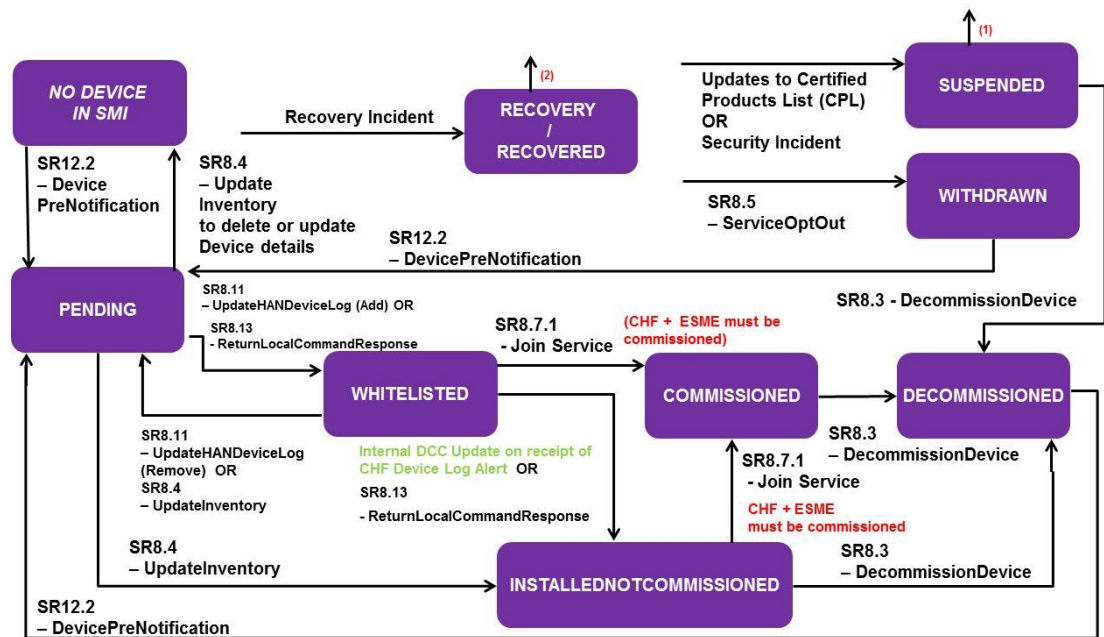 NO DEVICE
IN SMI
(2)
(1)
RECOVERY
/
RECOVERED
Recovery Incident
Updates to Certified
Products List (CPL)
OR
Security Incident
SUSPENDED
SR12.2
– Device
PreNotification
SR8.4
– Update
Inventory
to delete or update
Device details
SR8.5
– ServiceOptOut
WITHDRAWN
SR12.2
– DevicePreNotification
PENDING
SR8.11
– UpdateHANDeviceLog (Add) OR
SR8.13
- ReturnLocalCommandResponse
SR8.7.1
- Join Service
(CHF + ESME must be
commissioned)
SR8.3 - DecommissionDevice
WHITELISTED
COMMISSIONED
DECOMMISSIONED
SR8.11
– UpdateHANDeviceLog
(Remove) OR
SR8.4
– UpdateInventory
Internal DCC Update on receipt of
CHF Device Log Alert OR
SR8.13
- ReturnLocalCommandResponse
SR8.7.1
- Join Service
CHF + ESME
must be commissioned
SR8.3
– DecommissionDevice
SR8.4
– UpdateInventory
INSTALLEDNOTCOMMISSIONED
SR8.3
– DecommissionDevice
SR12.2
– DevicePreNotification